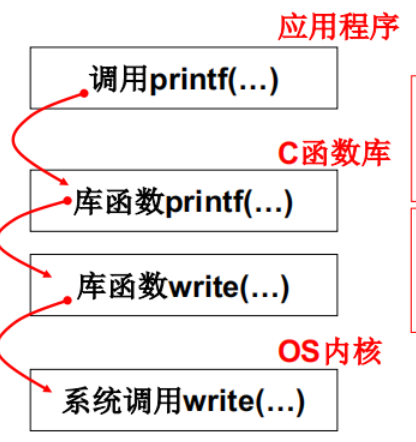 应用程序
调用printf(…)
C函数库
库函数printf(…)
库函数write(…)
OS内核
系统调用write(…)